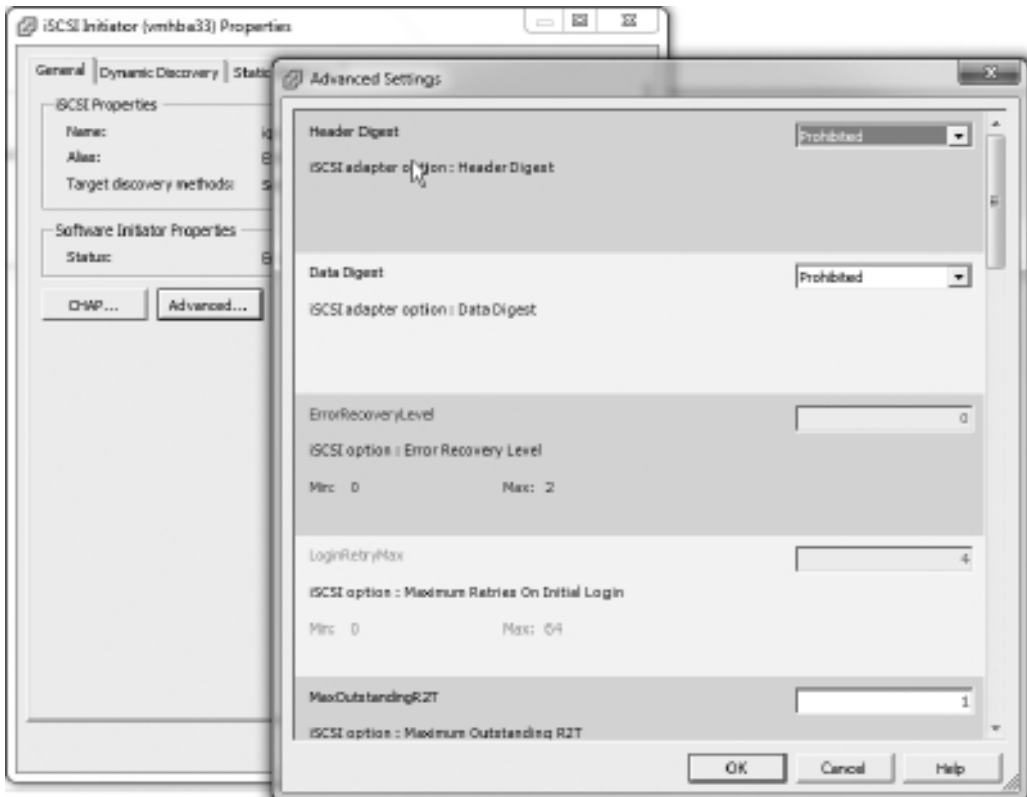 iSCSI Initiator (vmhba33) Properties
General
Dynamic Discovery
Static
iSCSI Properties
Name:
Alias:
Target discovery methods:
Software Initiator Properties
Status:
CHAP...
Advanced...
Advanced Settings
Header Digest
Prohibited
iSCSI adapter option : Header Digest
Data Digest
Prohibited
iSCSI adapter option : Data Digest
ErrorRecoveryLevel
0
iSCSI option : Error Recovery Level
Min: 0 Max: 2
LoginRetryMax
4
iSCSI option : Maximum Retries On Initial Login
Min: 0 Max: 64
MaxOutstandingR2T
1
iSCSI option : Maximum Outstanding R2T
OK
Cancel
Help